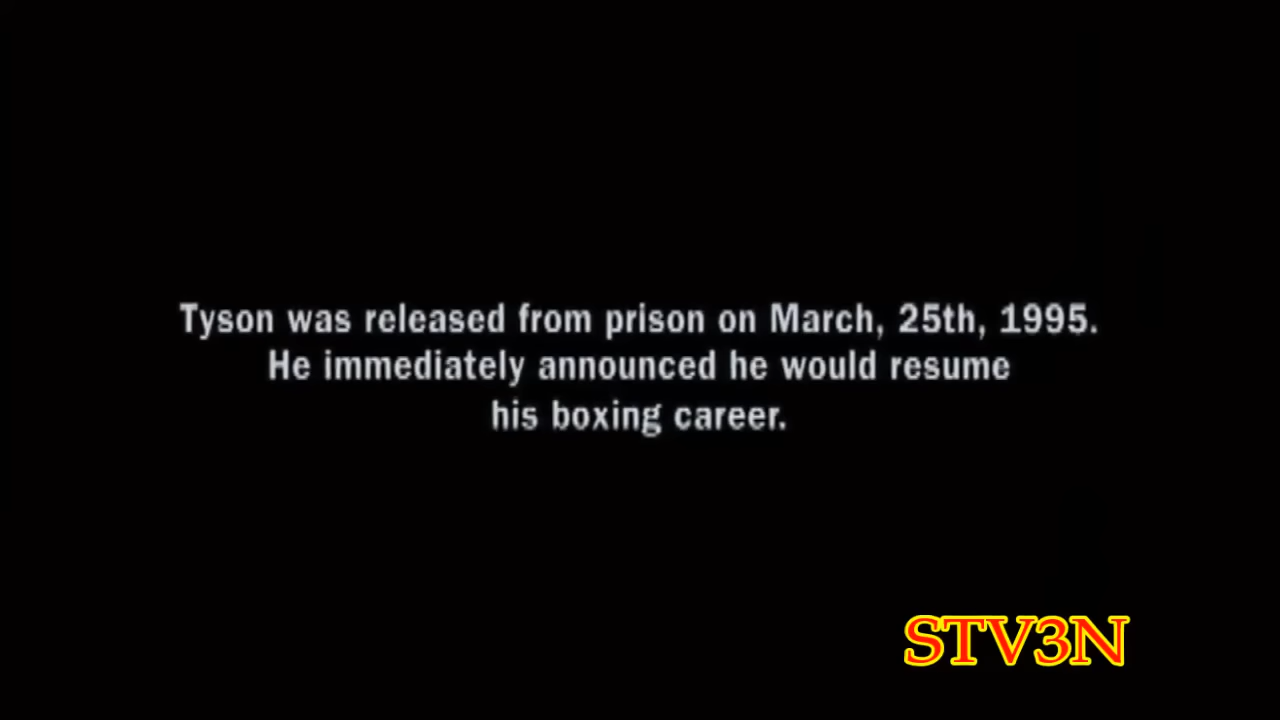 Tyson was released from prison on March, 25th, 1995.
He immediately announced he would resume
his boxing career.
STV3N